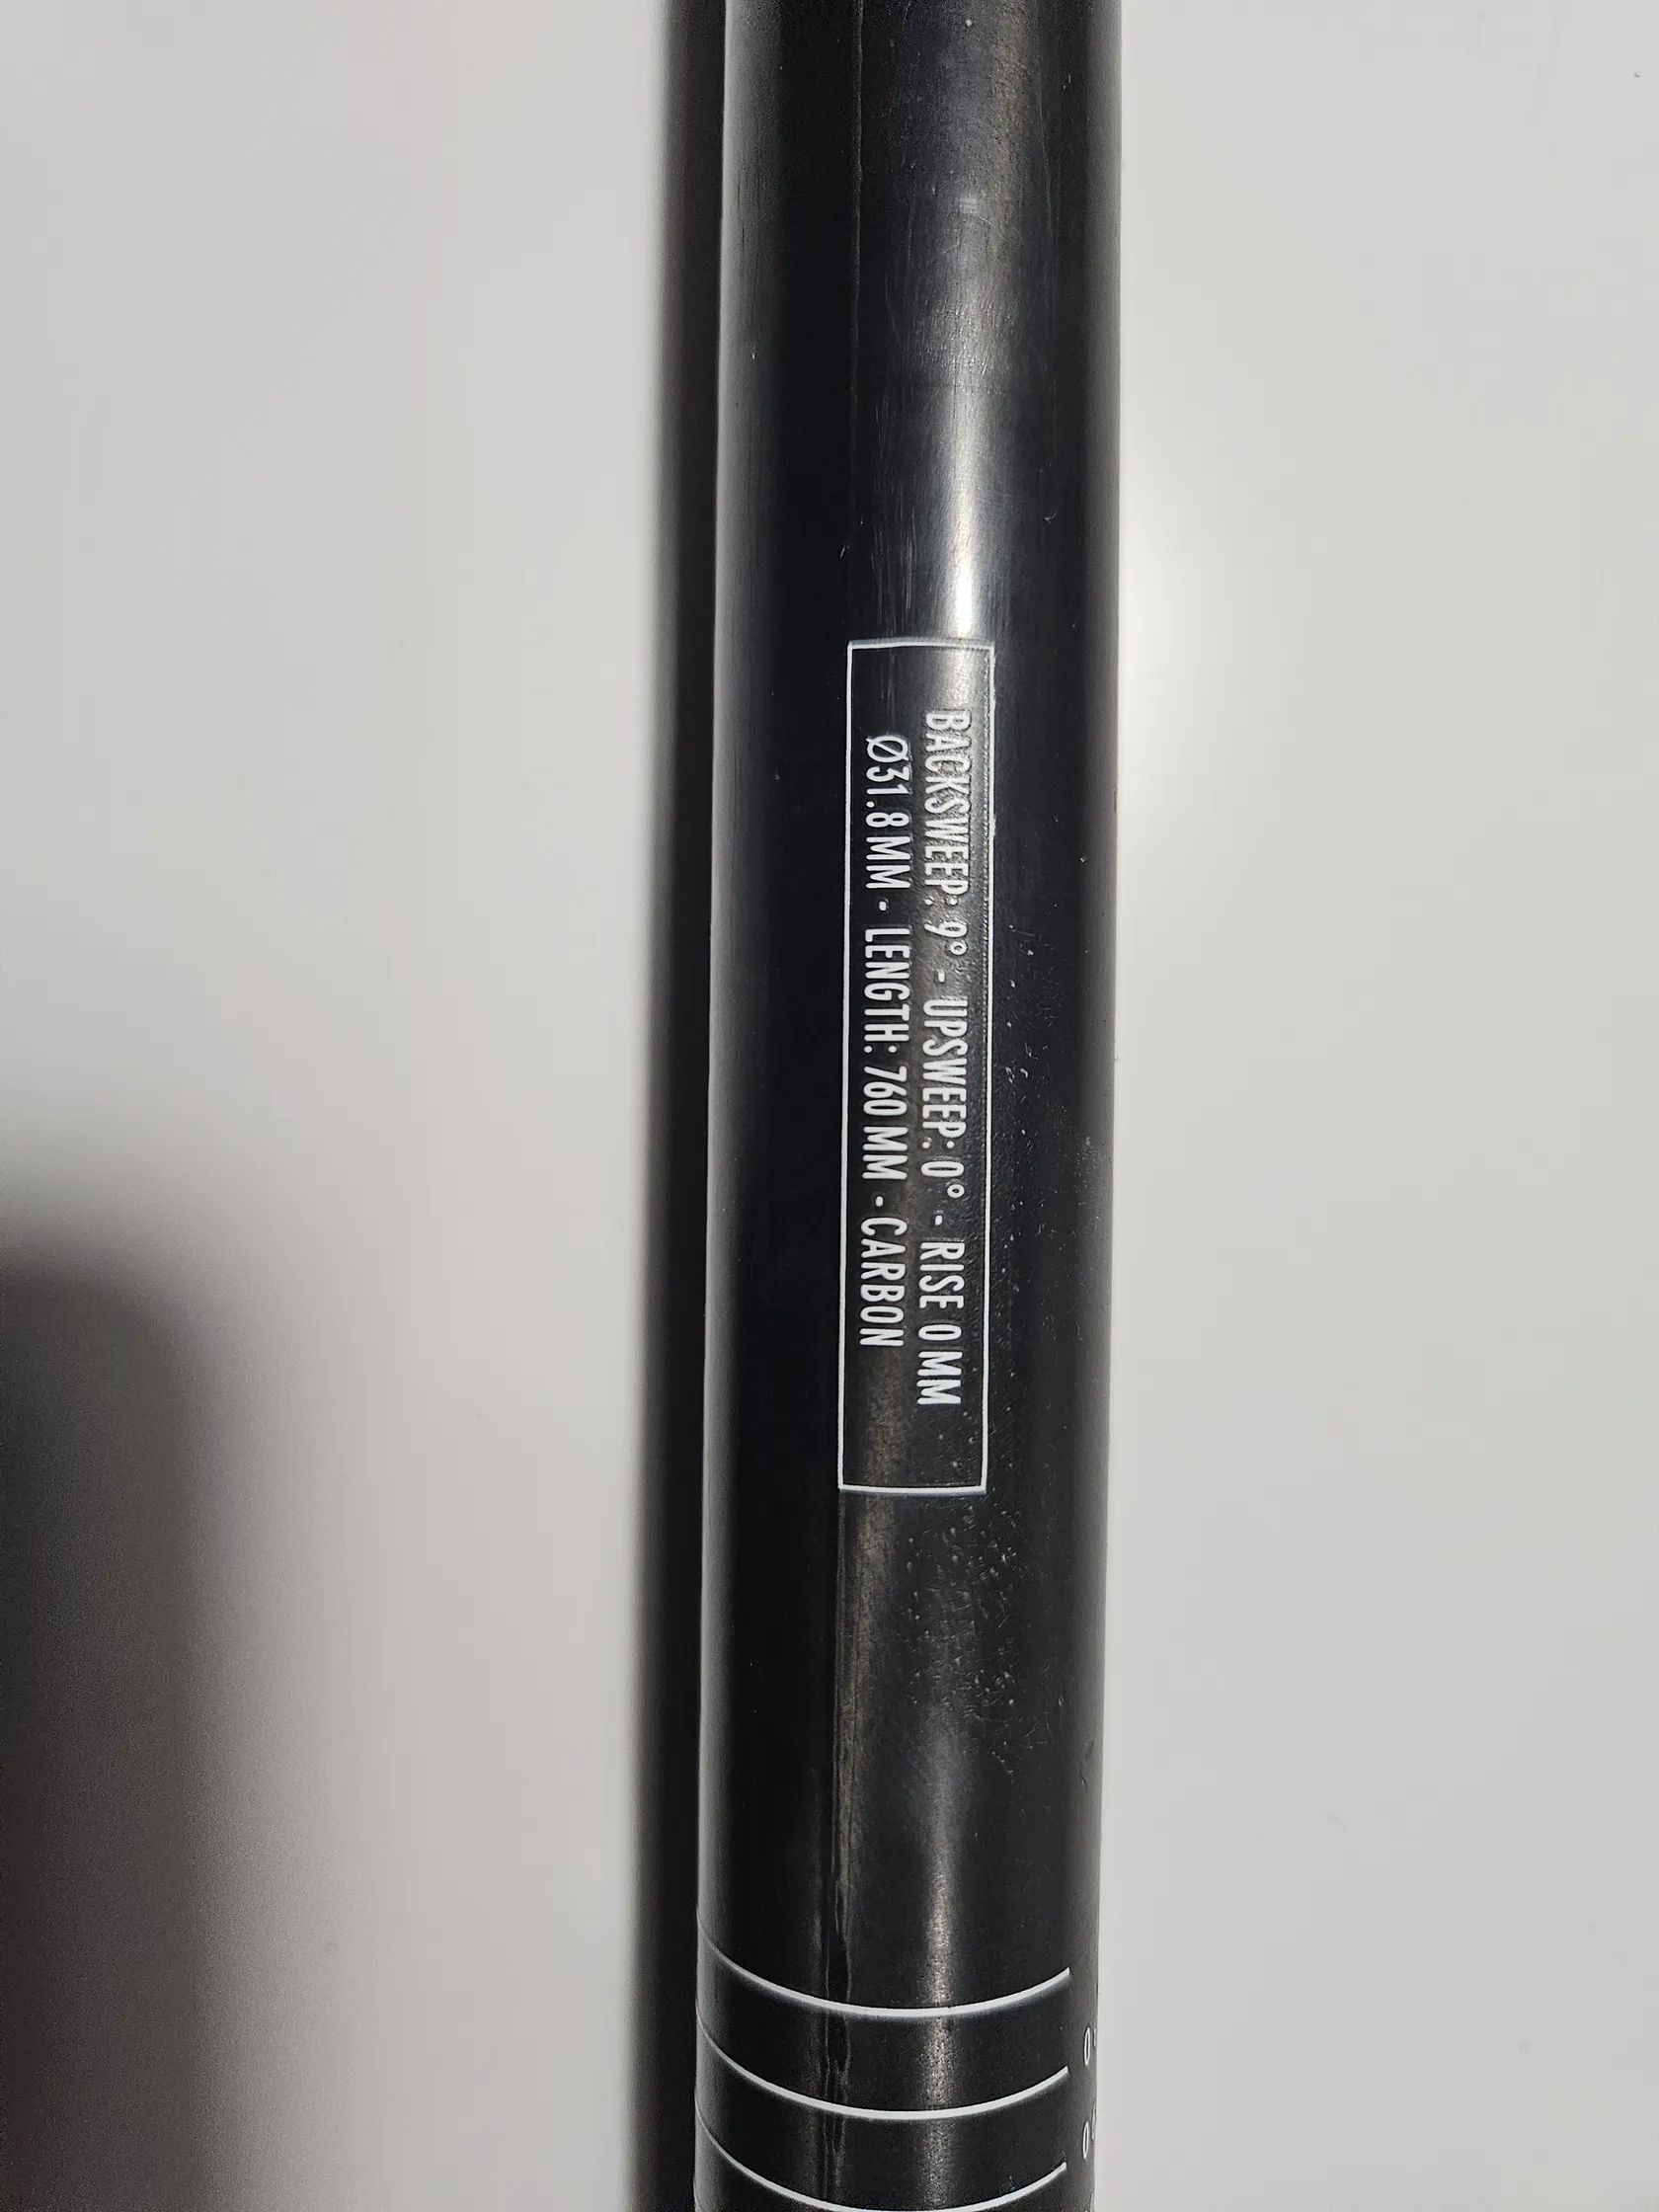 BACKSWEEP: 9° - UPSWEEP: 0° - RISE 0 MM
Ø31.8 MM - LENGTH: 760 MM - CARBON